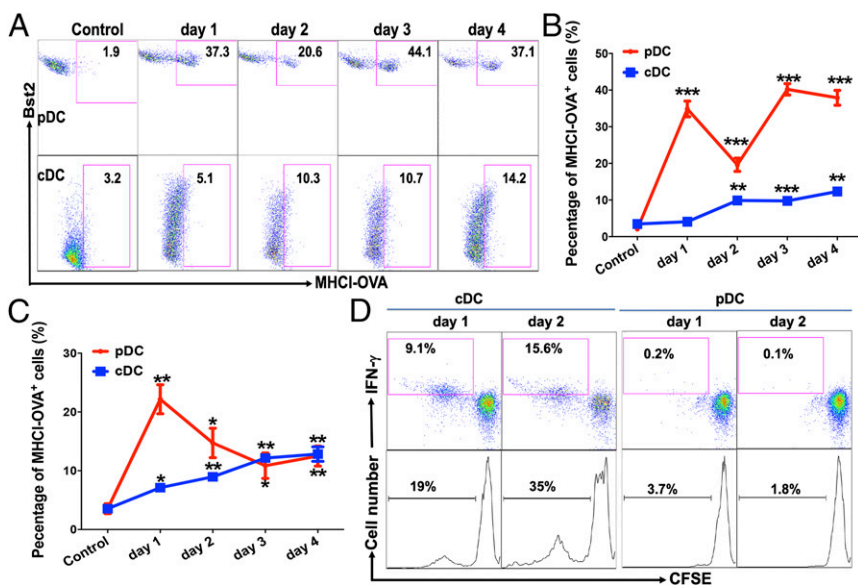 A
Control day 1 day 2 day 3 day 4
1.9 37.3 20.6 44.1 37.1
Bst2
pDC
cDC
3.2 5.1 10.3 10.7 14.2
MHCI-OVA
B
Pecentage of MHCI-OVA+ cells (%)
50
40
30
20
10
0
pDC
cDC
*** *** *** ***
** *** **
Control day 1 day 2 day 3 day 4
C
Pecentage of MHCI-OVA+ cells (%)
30
20
10
0
pDC
cDC
** * ** **
* ** * **
Control day 1 day 2 day 3 day 4
D
cDC pDC
day 1 day 2 day 1 day 2
9.1% 15.6% 0.2% 0.1%
IFN-γ
Cell number
19% 35% 3.7% 1.8%
CFSE